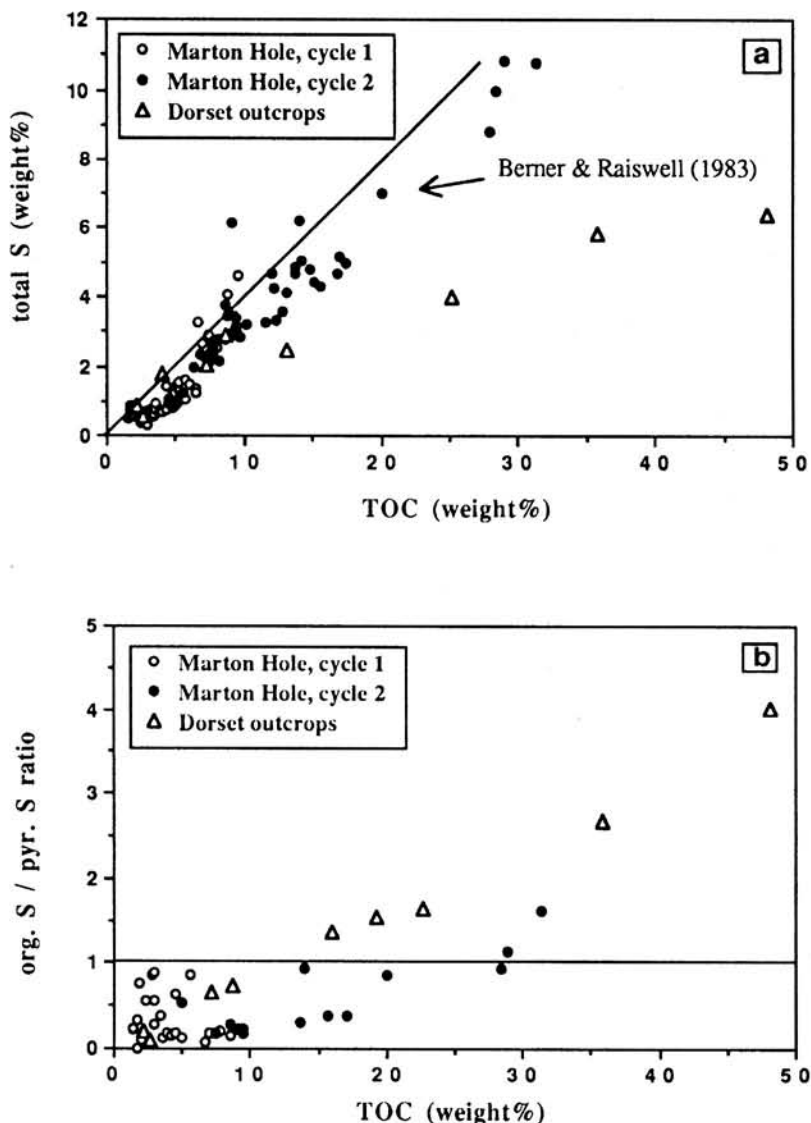 12
10
8
6
4
2
0
total S (weight%)
Marton Hole, cycle 1
Marton Hole, cycle 2
Dorset outcrops
a
Berner & Raiswell (1983)
0 10 20 30 40 50
TOC (weight%)
5
4
3
2
1
0
org. S / pyr. S ratio
Marton Hole, cycle 1
Marton Hole, cycle 2
Dorset outcrops
b
0 10 20 30 40 50
TOC (weight%)